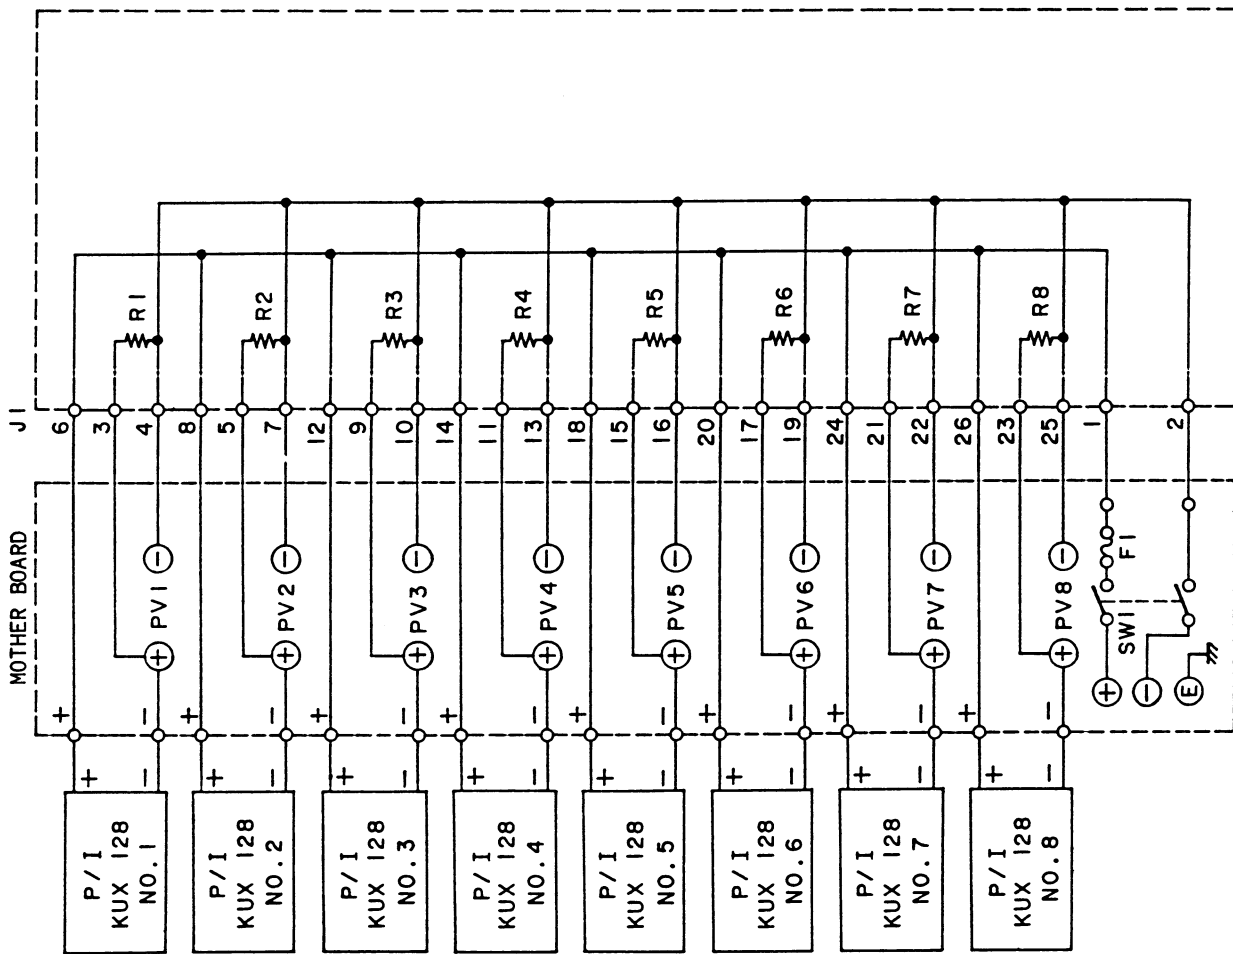 J1
6
3
4
8
5
7
12
9
10
14
11
13
18
15
16
20
17
19
24
21
22
26
23
25
1
2
R1
R2
R3
R4
R5
R6
R7
R8
MOTHER BOARD
PV1
PV2
PV3
PV4
PV5
PV6
PV7
PV8
+
−
+
−
+
−
+
−
+
−
+
−
+
−
+
−
F1
SW1
+
−
E
+
−
+
−
+
−
+
−
+
−
+
−
+
−
+
−
+
−
+
−
+
−
+
−
+
−
+
−
+
−
+
−
P/I
KUX 128
NO.1
P/I
KUX 128
NO.2
P/I
KUX 128
NO.3
P/I
KUX 128
NO.4
P/I
KUX 128
NO.5
P/I
KUX 128
NO.6
P/I
KUX 128
NO.7
P/I
KUX 128
NO.8